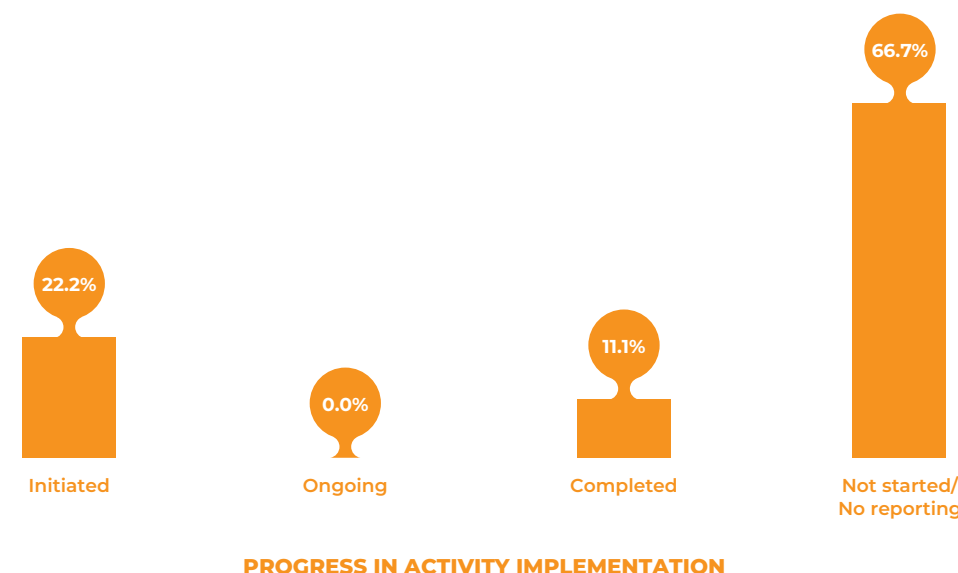 66.7%
22.2%
11.1%
0.0%
Initiated
Ongoing
Completed
Not started/
No reporting
PROGRESS IN ACTIVITY IMPLEMENTATION